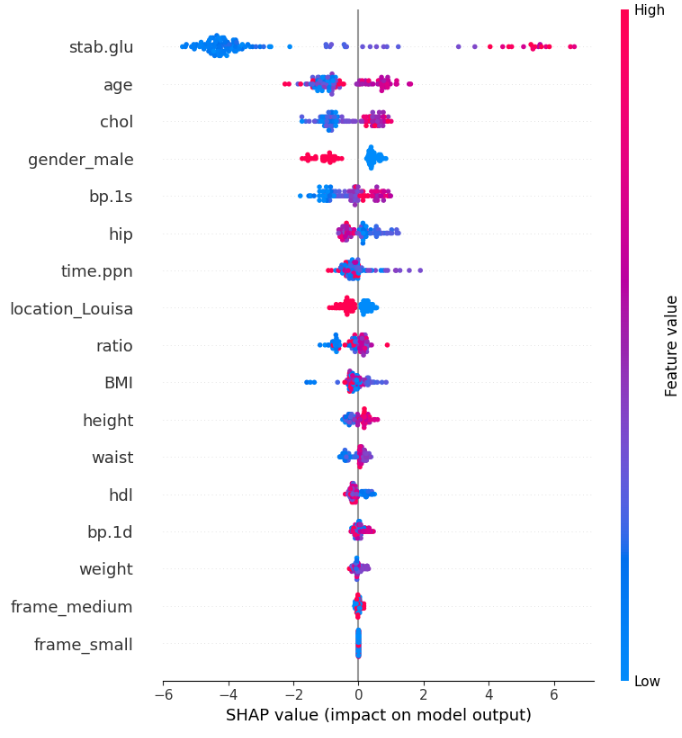 High
stab.glu
age
chol
gender_male
bp.1s
hip
time.ppn
location_Louisa
ratio
BMI
height
waist
hdl
bp.1d
weight
frame_medium
frame_small
Feature value
Low
−6 −4 −2 0 2 4 6
SHAP value (impact on model output)